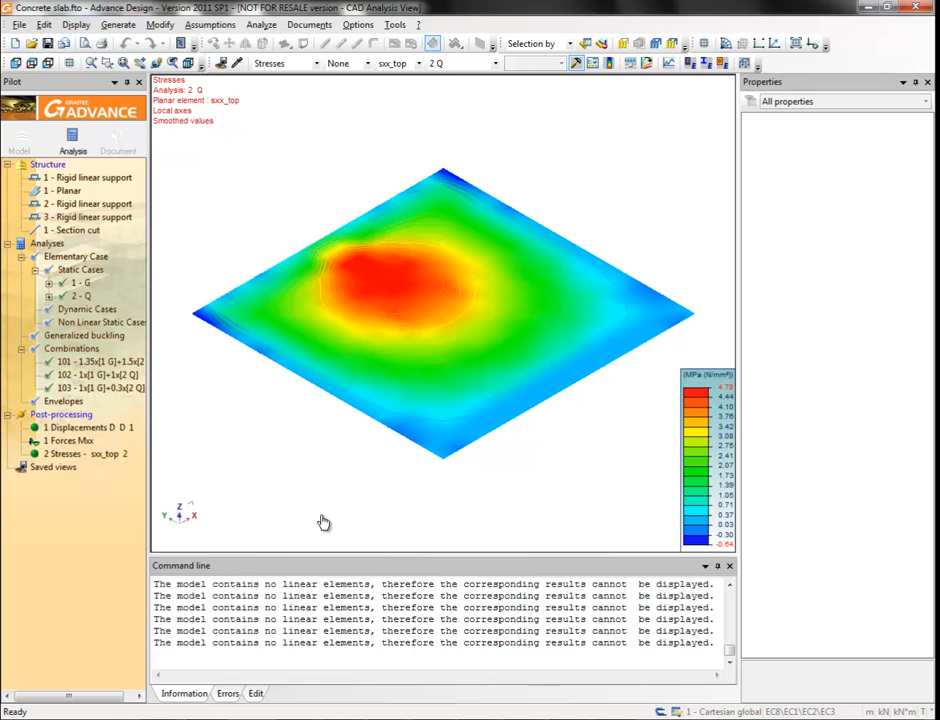 Concrete slab.fto - Advance Design - Version 2011 SP1 - [NOT FOR RESALE version - CAD Analysis View]
File Edit Display Generate Modify Assumptions Analyze Documents Options Tools ?
Selection by
Stresses None sxx_top 2 Q
Pilot
GRAITEC
ADVANCE
Model Analysis Document
Structure
1 - Rigid linear support
1 - Planar
2 - Rigid linear support
3 - Rigid linear support
1 - Section cut
Analyses
Elementary Case
Static Cases
1 - G
2 - Q
Dynamic Cases
Non Linear Static Cases
Generalized buckling
Combinations
101 - 1.35x[1 G]+1.5x[2
102 - 1x[1 G]+1x[2 Q]
103 - 1x[1 G]+0.3x[2 Q]
Envelopes
Post-processing
1 Displacements D D 1
1 Forces Mxx
2 Stresses - sxx_top 2
Saved views
Stresses
Analysis: 2 Q
Planar element : sxx_top
Local axes
Smoothed values
Z
Y X
(MPa (N/mm²))
4.78
4.44
4.10
3.76
3.42
3.08
2.75
2.41
2.07
1.73
1.39
1.05
0.71
0.37
0.03
-0.30
-0.64
Properties
All properties
Command line
The model contains no linear elements, therefore the corresponding results cannot be displayed.
The model contains no linear elements, therefore the corresponding results cannot be displayed.
The model contains no linear elements, therefore the corresponding results cannot be displayed.
The model contains no linear elements, therefore the corresponding results cannot be displayed.
The model contains no linear elements, therefore the corresponding results cannot be displayed.
The model contains no linear elements, therefore the corresponding results cannot be displayed.
Information Errors Edit
Ready
1 - Cartesian global EC8/EC1/EC2/EC3 m kN kN*m T °